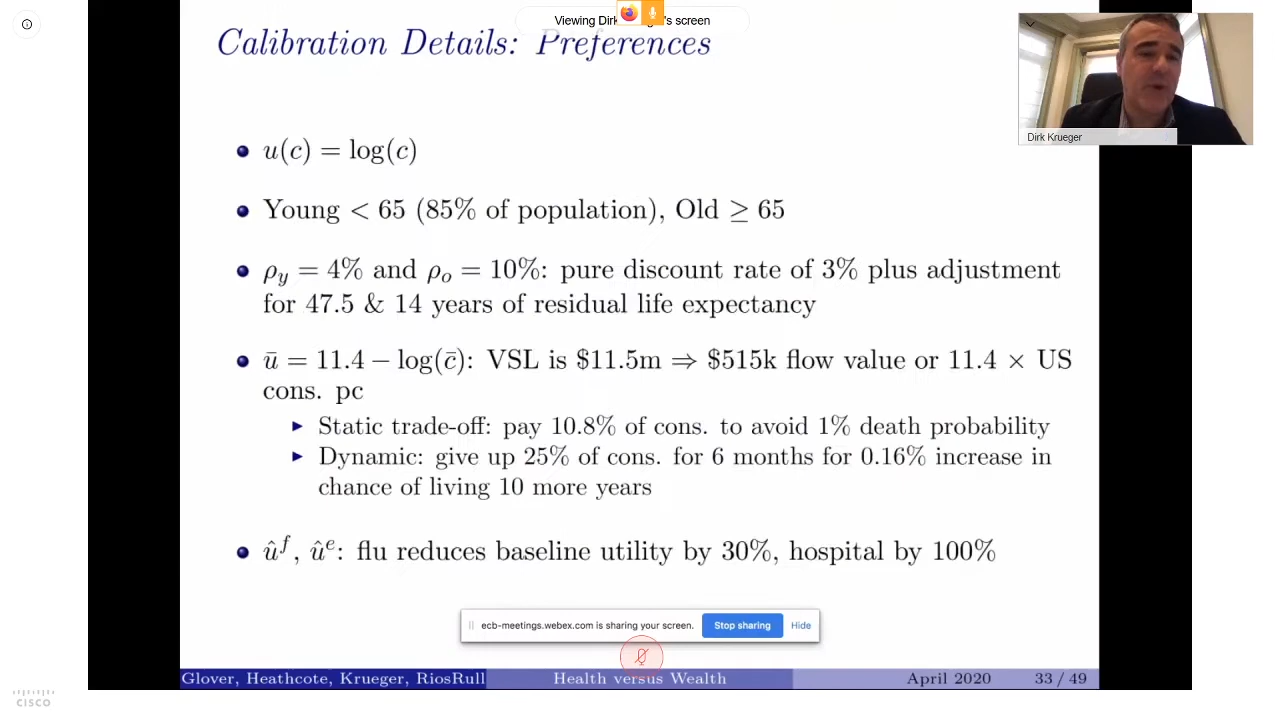 Viewing Dirk 's screen
Calibration Details: Preferences
Dirk Krueger
u(c) = log(c)
Young < 65 (85% of population), Old ≥ 65
ρ_y = 4% and ρ_o = 10%: pure discount rate of 3% plus adjustment
for 47.5 & 14 years of residual life expectancy
ū = 11.4 − log(c̄): VSL is $11.5m ⇒ $515k flow value or 11.4 × US
cons. pc
Static trade-off: pay 10.8% of cons. to avoid 1% death probability
Dynamic: give up 25% of cons. for 6 months for 0.16% increase in
chance of living 10 more years
û^f, û^e: flu reduces baseline utility by 30%, hospital by 100%
ecb-meetings.webex.com is sharing your screen. Stop sharing Hide
Glover, Heathcote, Krueger, RiosRull Health versus Wealth April 2020 33 / 49
CISCO